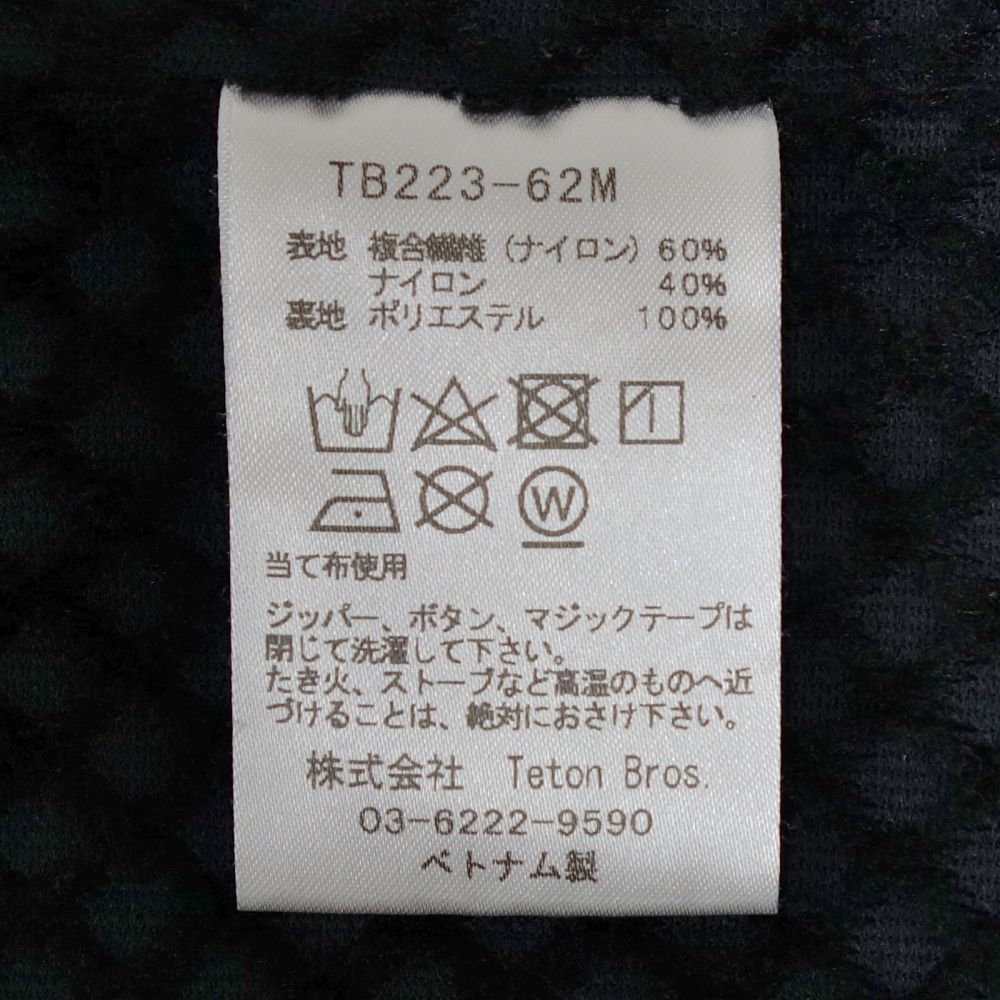 TB223-62M
表地 複合繊維(ナイロン) 60%
ナイロン 40%
裏地 ポリエステル 100%
W
当て布使用
ジッパー、ボタン、マジックテープは
閉じて洗濯して下さい。
たき火、ストーブなど高温のものへ近
づけることは、絶対におさけ下さい。
株式会社 Teton Bros.
03-6222-9590
ベトナム製